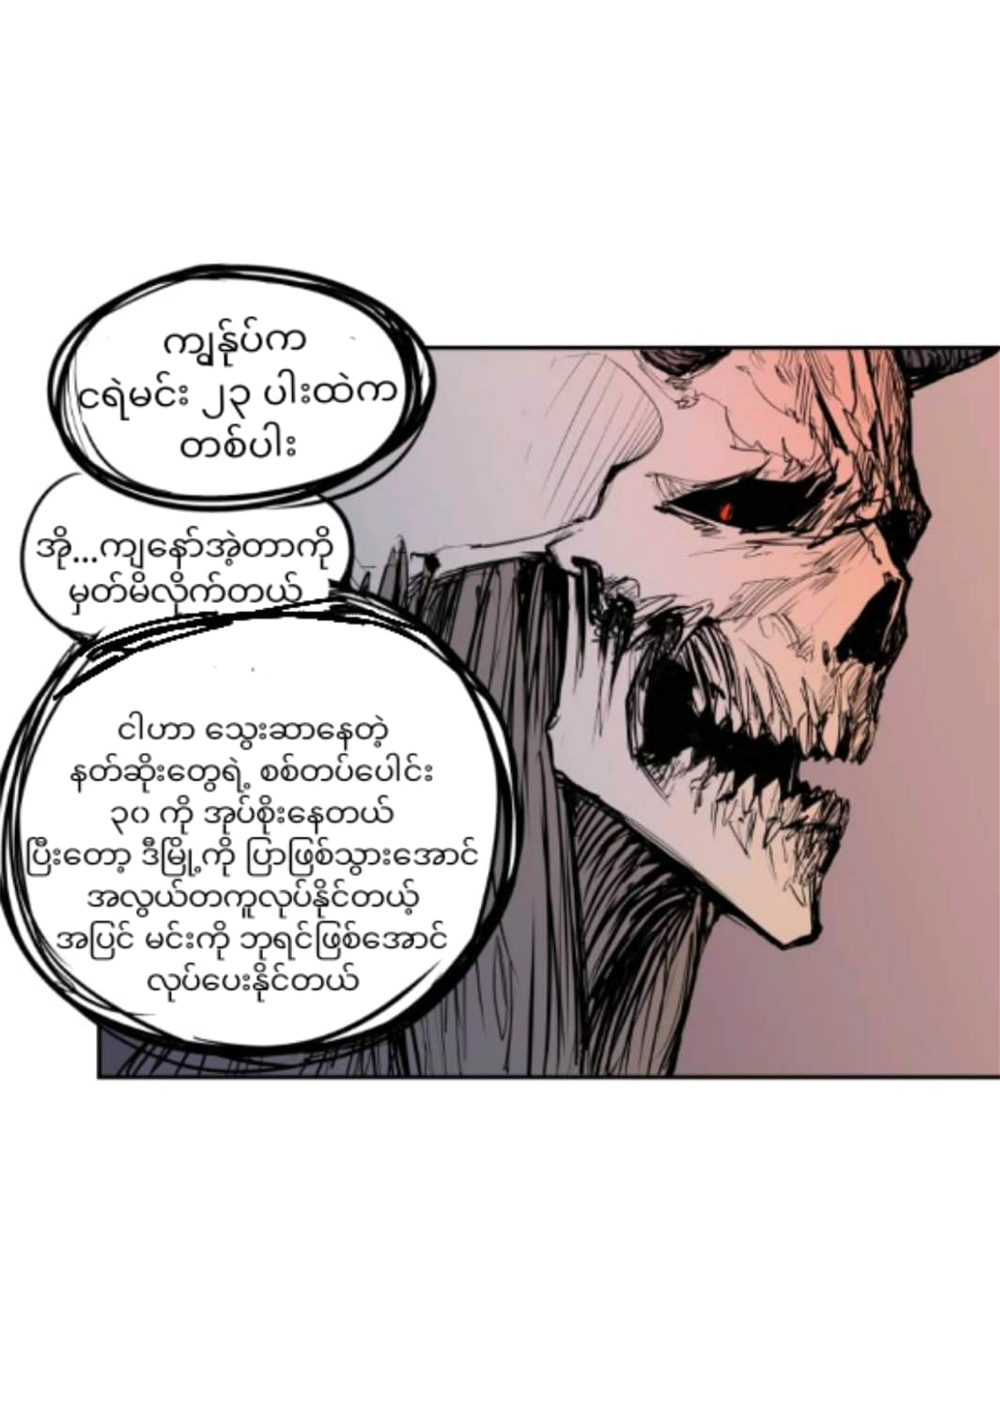 ကျွန်ုပ်က
ငရဲမင်း ၂၃ ပါးထဲက
တစ်ပါး
အို...ကျနော်အဲ့တာကို
မှတ်မိလိုက်တယ်
ငါဟာ သွေးဆာနေတဲ့
နတ်ဆိုးတွေရဲ့ စစ်တပ်ပေါင်း
၃၀ ကို အုပ်စိုးနေတယ်
ပြီးတော့ ဒီမြို့ကို ပြာဖြစ်သွားအောင်
အလွယ်တကူလုပ်နိုင်တယ့်
အပြင် မင်းကို ဘုရင်ဖြစ်အောင်
လုပ်ပေးနိုင်တယ်